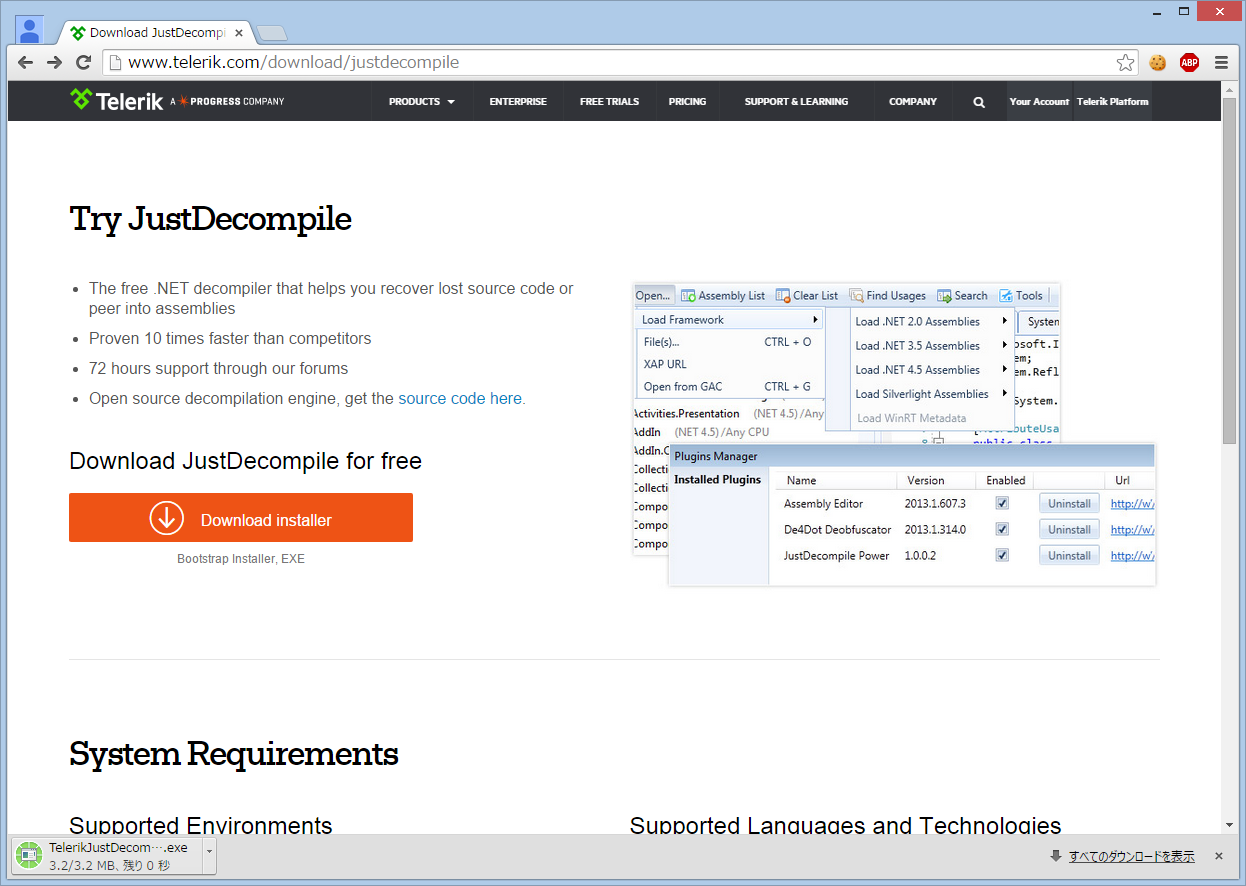 Download JustDecompi
www.telerik.com/download/justdecompile
ABP
Telerik A PROGRESS COMPANY
PRODUCTS
ENTERPRISE
FREE TRIALS
PRICING
SUPPORT & LEARNING
COMPANY
Your Account
Telerik Platform
Try JustDecompile
The free .NET decompiler that helps you recover lost source code or
peer into assemblies
Proven 10 times faster than competitors
72 hours support through our forums
Open source decompilation engine, get the source code here.
Download JustDecompile for free
Download installer
Bootstrap Installer, EXE
Open... Assembly List Clear List Find Usages Search Tools
Load Framework
File(s)... CTRL + O
XAP URL
Open from GAC CTRL + G
Load .NET 2.0 Assemblies
Load .NET 3.5 Assemblies
Load .NET 4.5 Assemblies
Load Silverlight Assemblies
Load WinRT Metadata
System
osoft.I
em;
em.Refl
System.
public class
Activities.Presentation (NET 4.5)/Any
AddIn (NET 4.5)/Any CPU
AddIn.C
Collectio
Collectio
Compo
Compo
Compo
Plugins Manager
Installed Plugins
Name Version Enabled Url
Assembly Editor 2013.1.607.3 Uninstall http://w/
De4Dot Deobfuscator 2013.1.314.0 Uninstall http://w/
JustDecompile Power 1.0.0.2 Uninstall http://w/
System Requirements
Supported Environments
Supported Languages and Technologies
TelerikJustDecom….exe
3.2/3.2 MB、残り 0 秒
すべてのダウンロードを表示